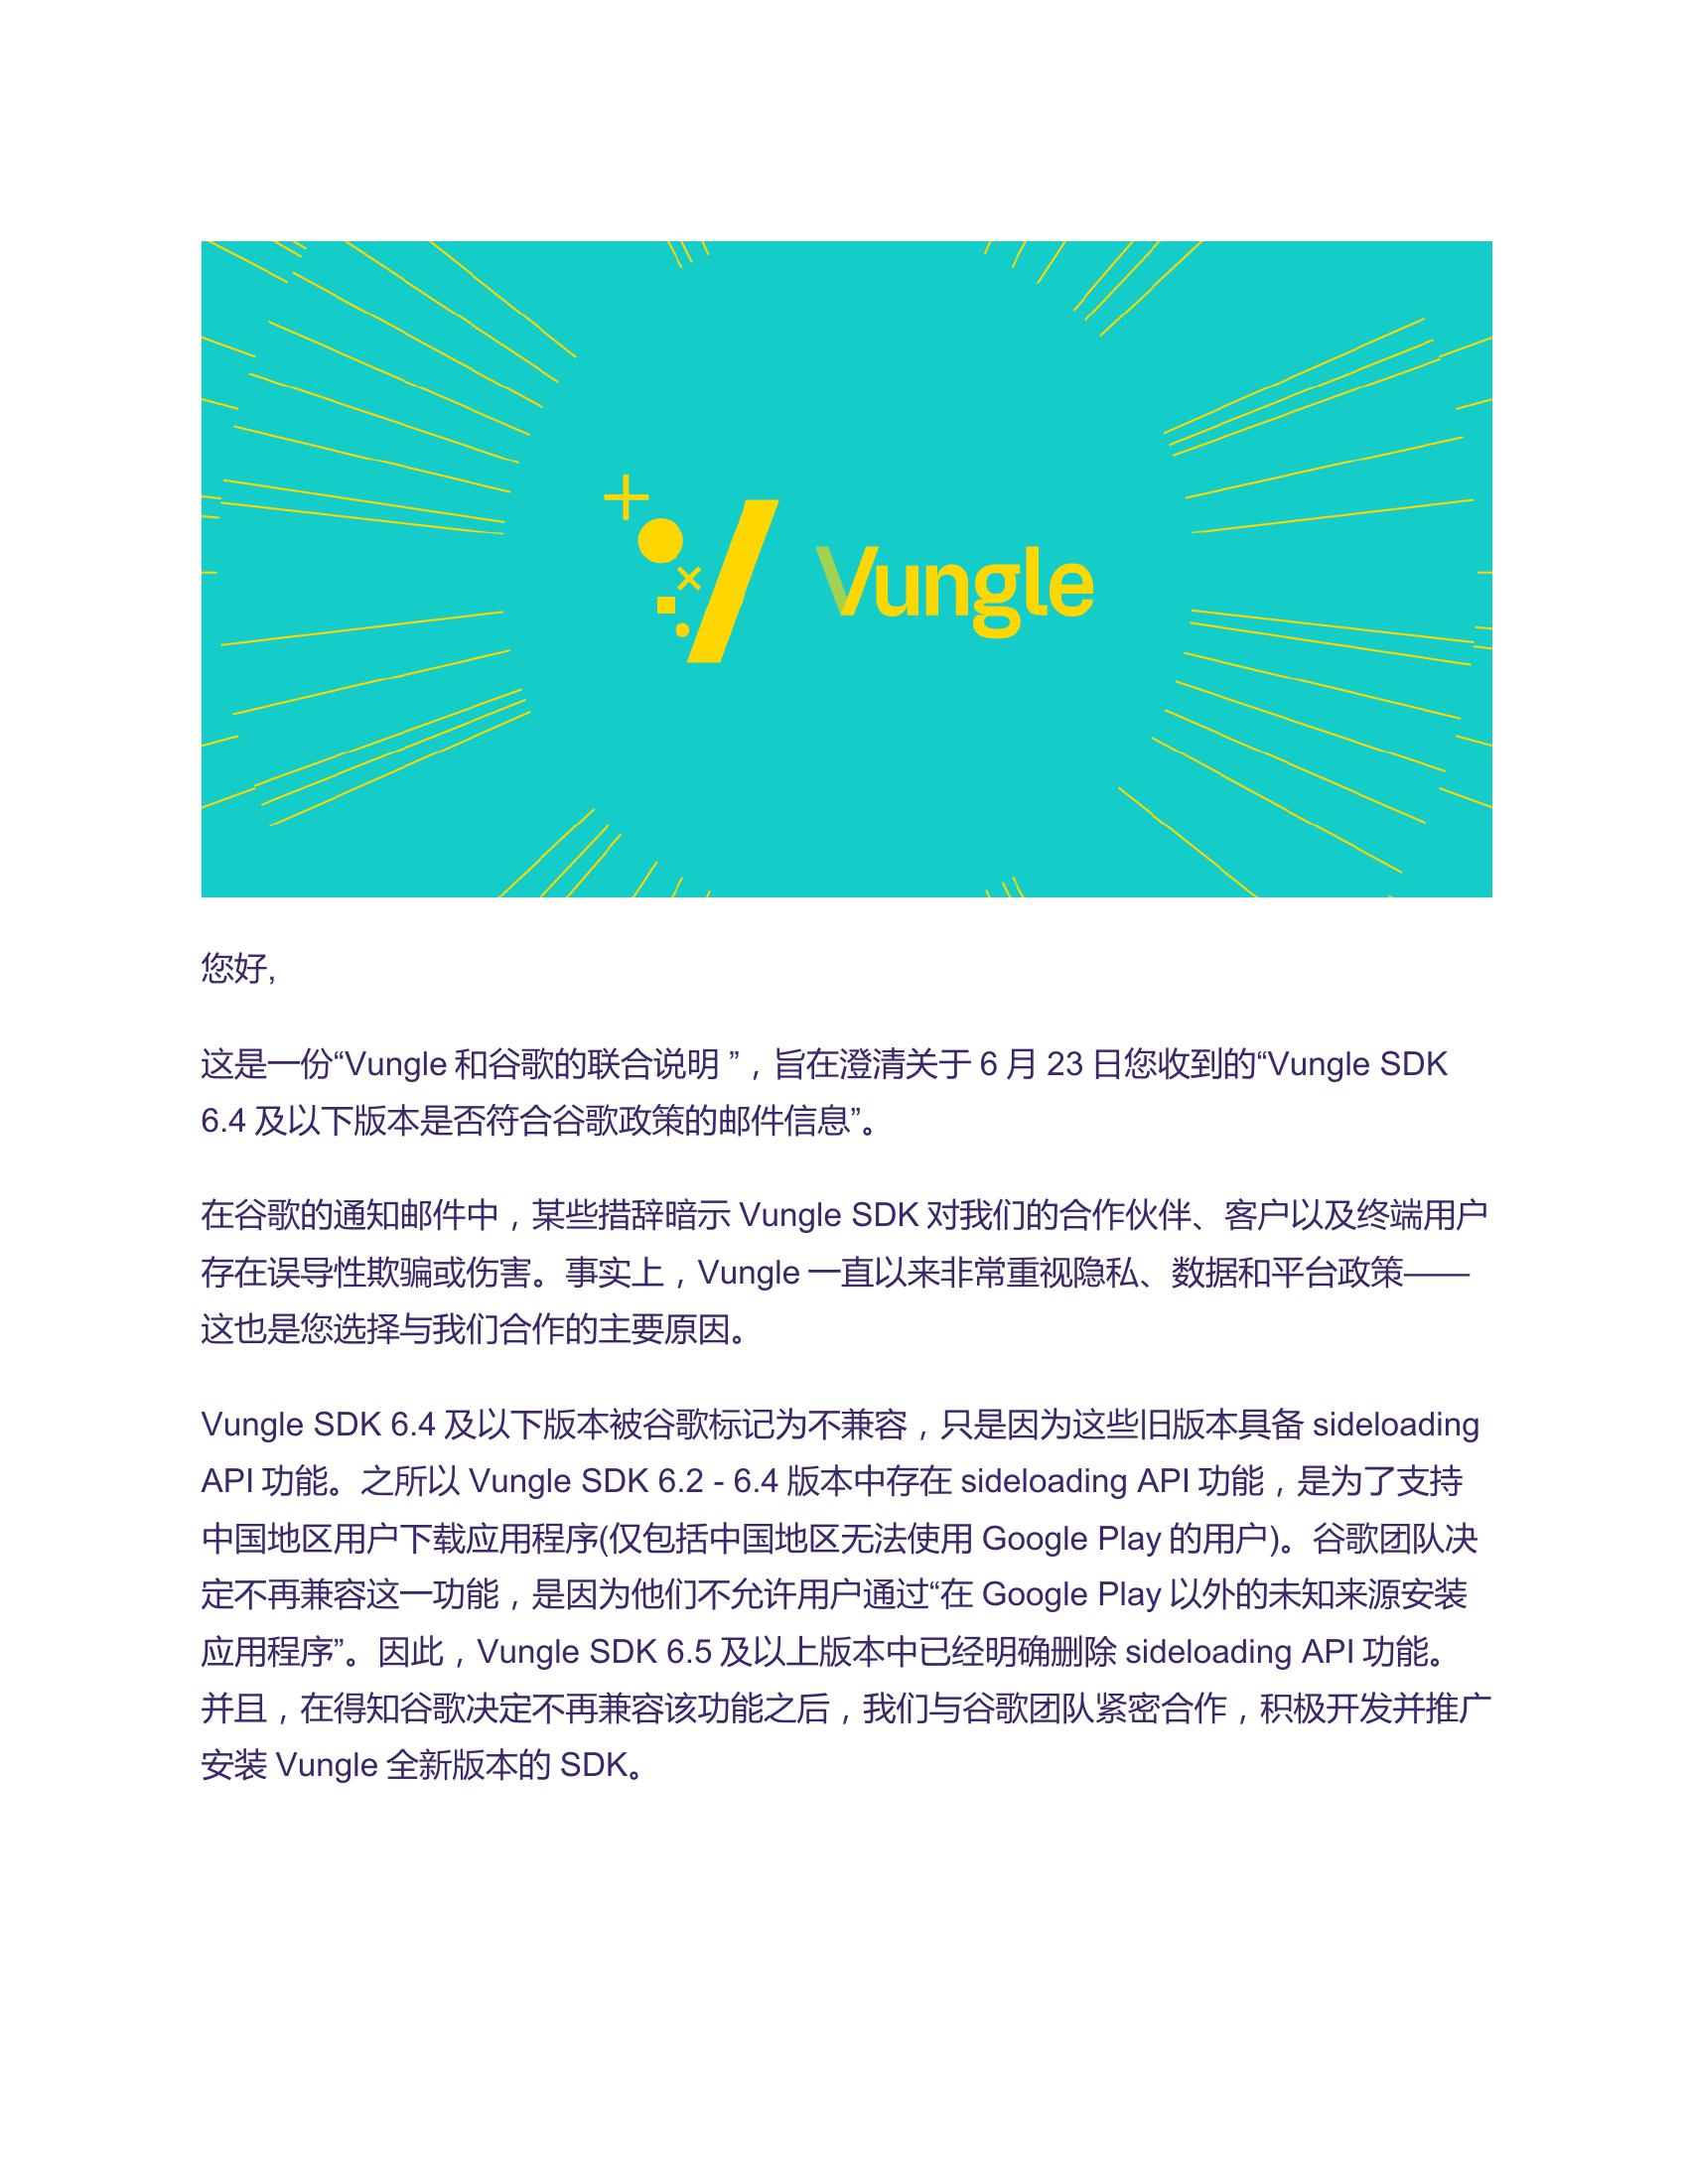 Vungle
您好,
这是一份“Vungle 和谷歌的联合说明 ”，旨在澄清关于 6 月 23 日您收到的“Vungle SDK
6.4 及以下版本是否符合谷歌政策的邮件信息”。
在谷歌的通知邮件中，某些措辞暗示 Vungle SDK 对我们的合作伙伴、客户以及终端用户
存在误导性欺骗或伤害。事实上，Vungle 一直以来非常重视隐私、数据和平台政策——
这也是您选择与我们合作的主要原因。
Vungle SDK 6.4 及以下版本被谷歌标记为不兼容，只是因为这些旧版本具备 sideloading
API 功能。之所以 Vungle SDK 6.2 - 6.4 版本中存在 sideloading API 功能，是为了支持
中国地区用户下载应用程序(仅包括中国地区无法使用 Google Play 的用户)。谷歌团队决
定不再兼容这一功能，是因为他们不允许用户通过“在 Google Play 以外的未知来源安装
应用程序”。因此，Vungle SDK 6.5 及以上版本中已经明确删除 sideloading API 功能。
并且，在得知谷歌决定不再兼容该功能之后，我们与谷歌团队紧密合作，积极开发并推广
安装 Vungle 全新版本的 SDK。